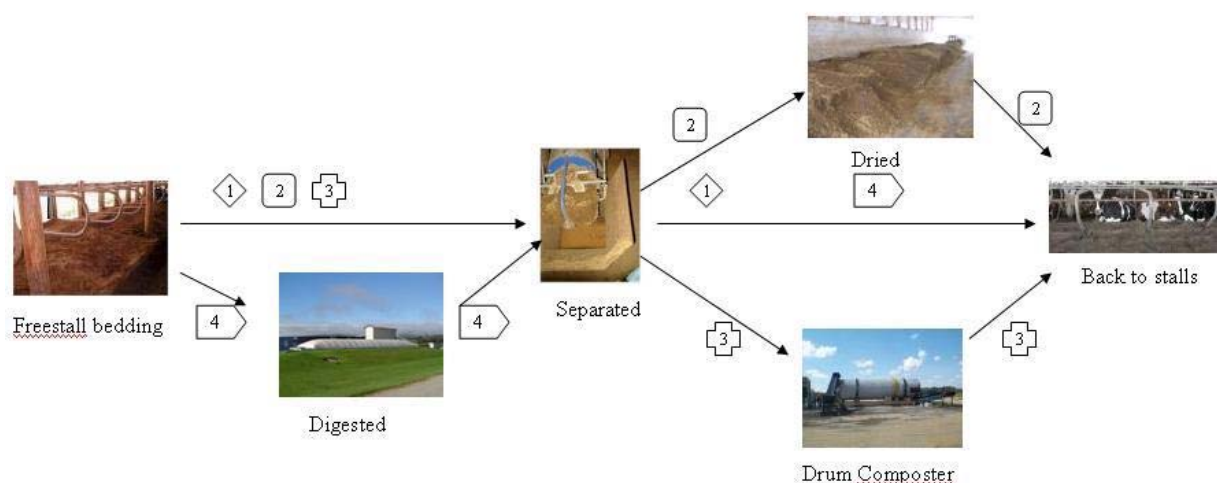 2
2
Dried
1 2 3
1
4
Back to stalls
Separated
Freestall bedding
4
4
3
3
Digested
Drum Composter